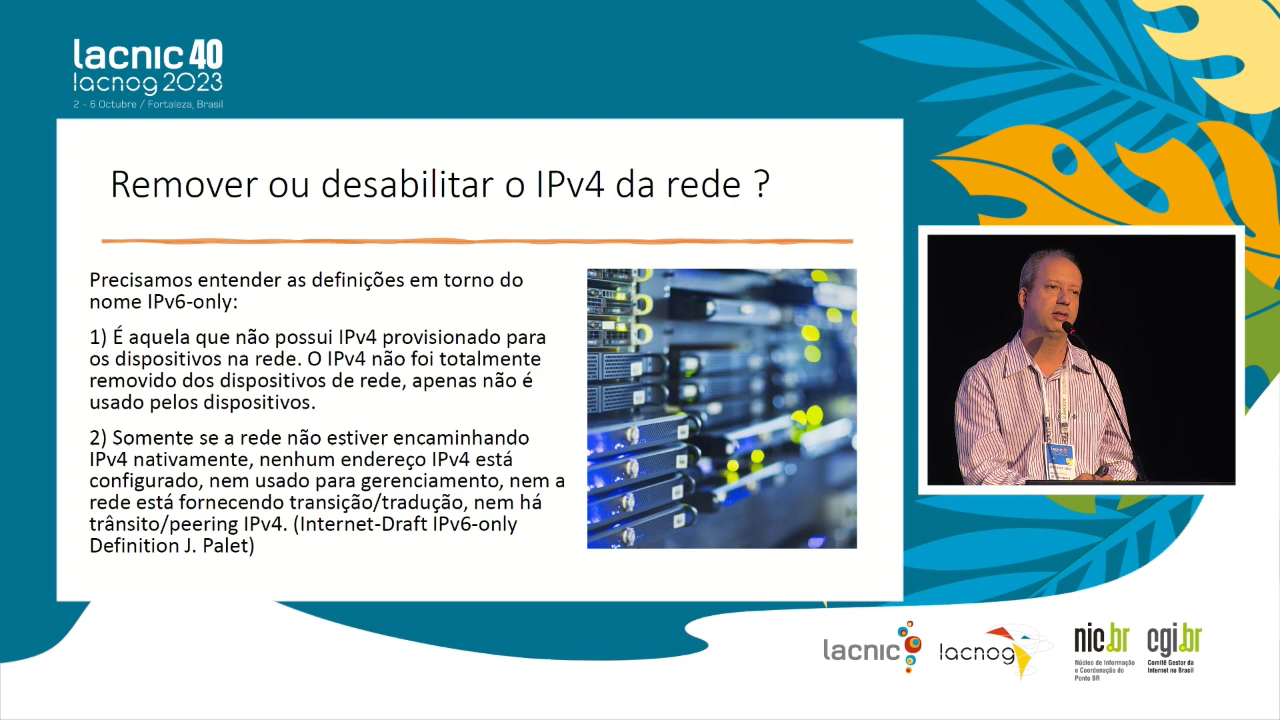 lacnic 40
lacnog 2023
2 - 6 Octubre / Fortaleza, Brasil
Remover ou desabilitar o IPv4 da rede ?
Precisamos entender as definições em torno do
nome IPv6-only:
1) É aquela que não possui IPv4 provisionado para
os dispositivos na rede. O IPv4 não foi totalmente
removido dos dispositivos de rede, apenas não é
usado pelos dispositivos.
2) Somente se a rede não estiver encaminhando
IPv4 nativamente, nenhum endereço IPv4 está
configurado, nem usado para gerenciamento, nem a
rede está fornecendo transição/tradução, nem há
trânsito/peering IPv4. (Internet-Draft IPv6-only
Definition J. Palet)
lacnic
lacnog
nic.br
Núcleo de Informação
e Coordenação do
Ponto BR
cgi.br
Comitê Gestor da
Internet no Brasil